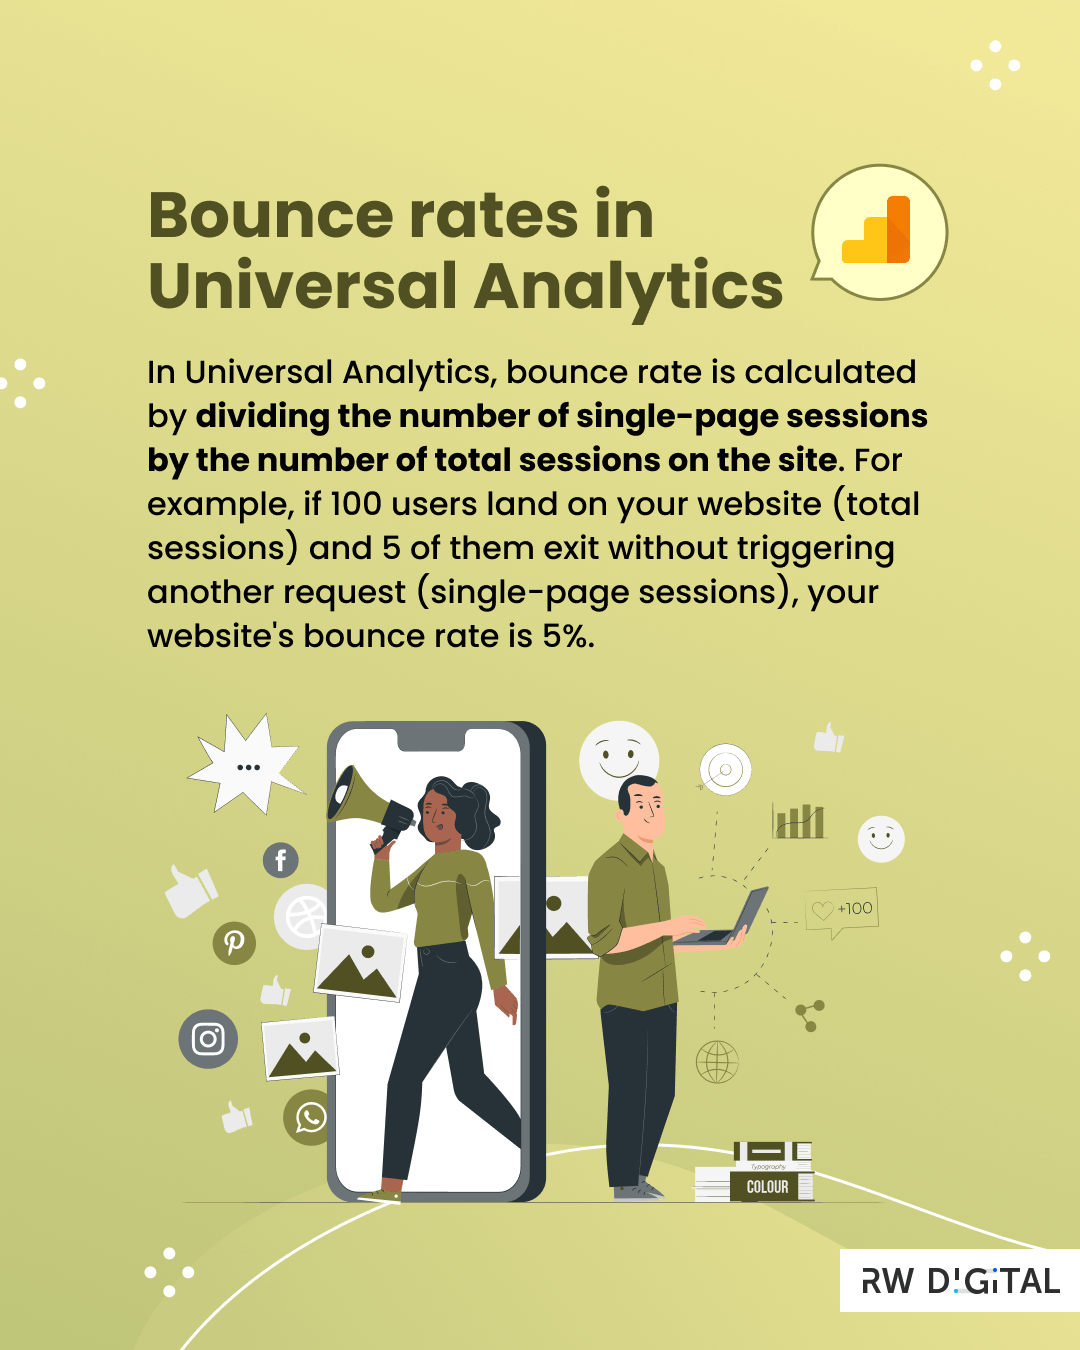 Bounce rates in
Universal Analytics
In Universal Analytics, bounce rate is calculated
by dividing the number of single-page sessions
by the number of total sessions on the site. For
example, if 100 users land on your website (total
sessions) and 5 of them exit without triggering
another request (single-page sessions), your
website's bounce rate is 5%.
+100
Typography
COLOUR
RW DIGITAL